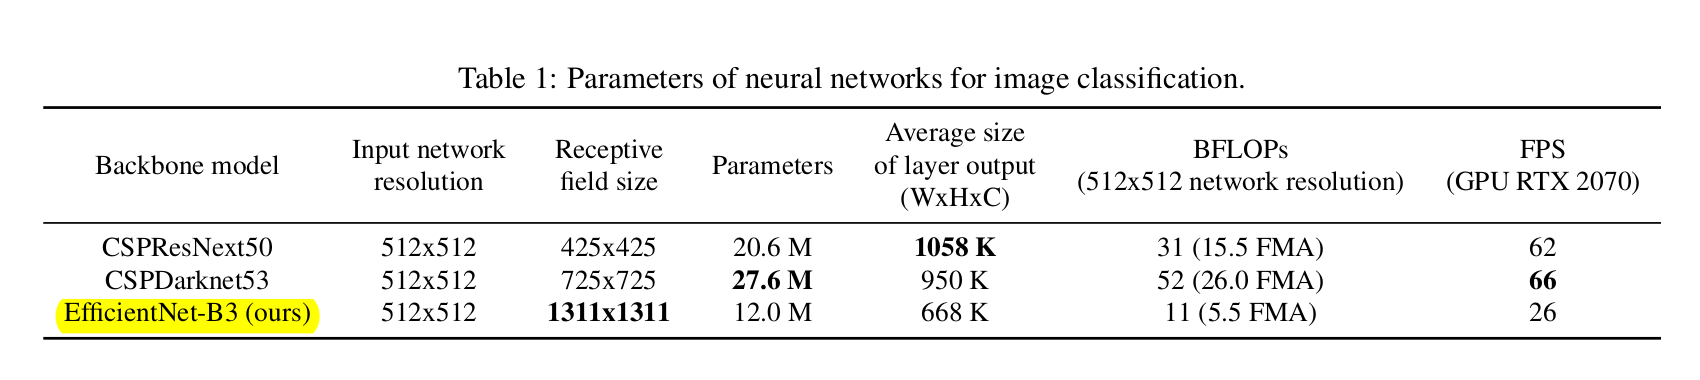 Table 1: Parameters of neural networks for image classification.
Backbone model Input network resolution Receptive field size Parameters Average size of layer output (WxHxC) BFLOPs (512x512 network resolution) FPS (GPU RTX 2070)
CSPResNext50 512x512 425x425 20.6 M 1058 K 31 (15.5 FMA) 62
CSPDarknet53 512x512 725x725 27.6 M 950 K 52 (26.0 FMA) 66
EfficientNet-B3 (ours) 512x512 1311x1311 12.0 M 668 K 11 (5.5 FMA) 26